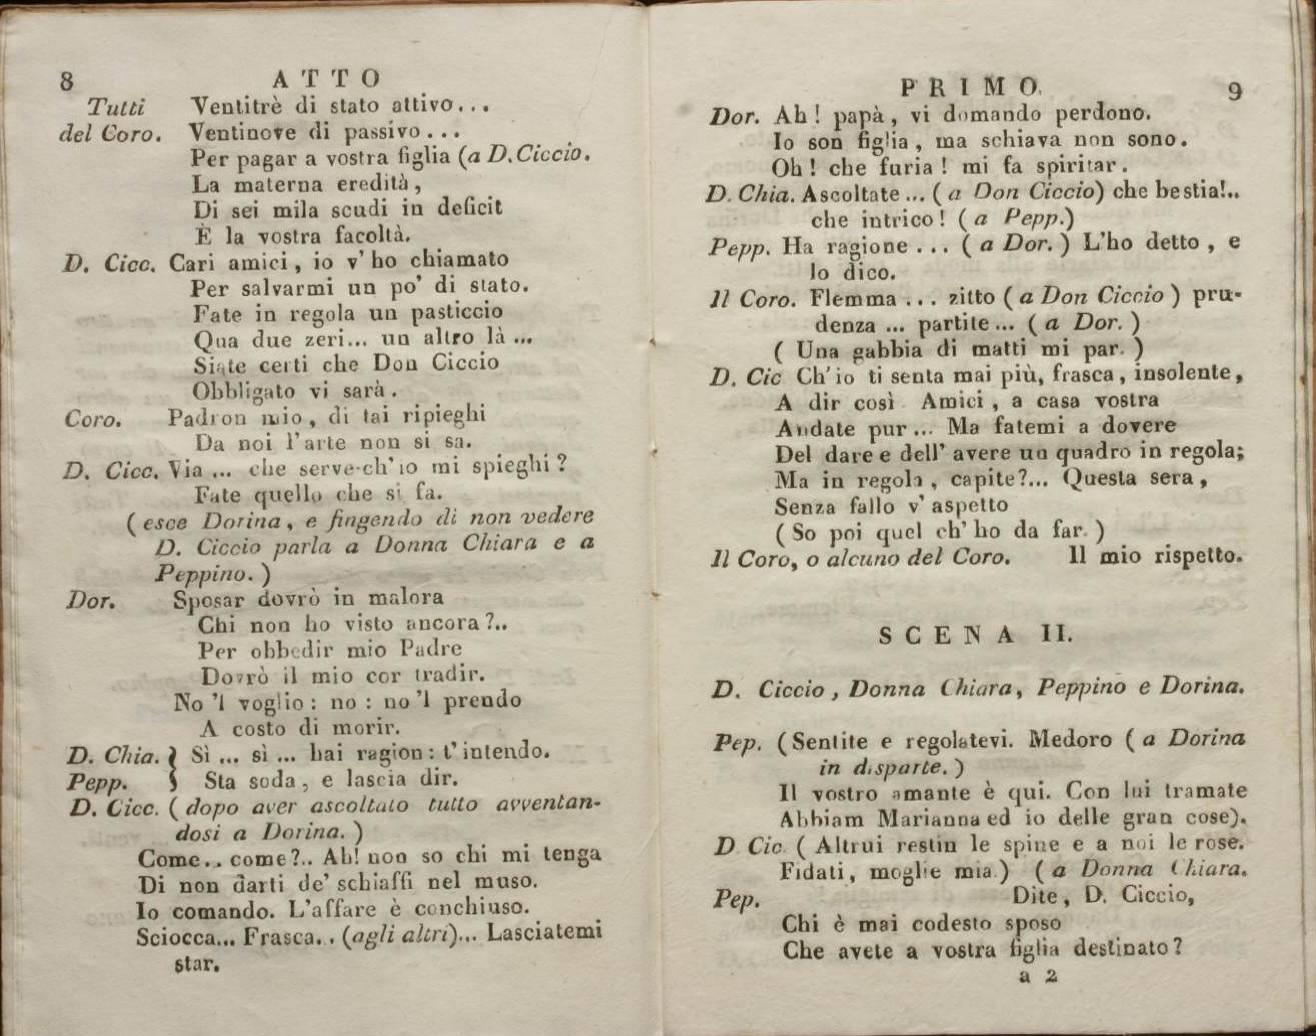 8 ATTO
Tutti Ventitrè di stato attivo...
del Coro. Ventinove di passivo...
Per pagar a vostra figlia (a D. Ciccio.
La materna eredità,
Di sei mila scudi in deficit
È la vostra facoltà.
D. Cicc. Cari amici, io v' ho chiamato
Per salvarmi un po' di stato.
Fate in regola un pasticcio
Qua due zeri... un altro là ...
Siate certi che Don Ciccio
Obbligato vi sarà.
Coro. Padron mio, di tai ripieghi
Da noi l'arte non si sa.
D. Cicc. Via ... che serve ch' io mi spieghi?
Fate quello che si fa.
(esce Dorina, e fingendo di non vedere
D. Ciccio parla a Donna Chiara e a
Peppino.)
Dor. Sposar dovrò in malora
Chi non ho visto ancora?..
Per obbedir mio Padre
Dovrò il mio cor tradir.
No 'l voglio: no: no 'l prendo
A costo di morir.
D. Chia. } Sì ... sì ... hai ragion: t' intendo.
Pepp. } Sta soda, e lascia dir.
D. Cicc. (dopo aver ascoltato tutto avventan-
dosi a Dorina.)
Come.. come?.. Ah! non so chi mi tenga
Di non darti de' schiaffi nel muso.
Io comando. L'affare è conchiuso.
Sciocca... Frasca.. (agli altri)... Lasciatemi
star.
PRIMO. 9
Dor. Ah! papà, vi domando perdono.
Io son figlia, ma schiava non sono.
Oh! che furia! mi fa spiritar.
D. Chia. Ascoltate ... (a Don Ciccio) che bestia!..
che intrico! (a Pepp.)
Pepp. Ha ragione ... (a Dor.) L'ho detto, e
lo dico.
Il Coro. Flemma ... zitto (a Don Ciccio) pru-
denza ... partite... (a Dor.)
(Una gabbia di matti mi par.)
D. Cic Ch' io ti senta mai più, frasca, insolente,
A dir così Amici, a casa vostra
Andate pur ... Ma fatemi a dovere
Del dare e dell' avere un quadro in regola;
Ma in regola, capite?... Questa sera,
Senza fallo v' aspetto
(So poi quel ch' ho da far.)
Il Coro, o alcuno del Coro. Il mio rispetto.
SCENA II.
D. Ciccio, Donna Chiara, Peppino e Dorina.
Pep. (Sentite e regolatevi. Medoro (a Dorina
in disparte.)
Il vostro amante è qui. Con lui tramate
Abbiam Marianna ed io delle gran cose).
D. Cic. (Altrui restin le spine e a noi le rose.
Fidati, moglie mia.) (a Donna Chiara.
Pep. Dite, D. Ciccio,
Chi è mai codesto sposo
Che avete a vostra figlia destinato?
a 2